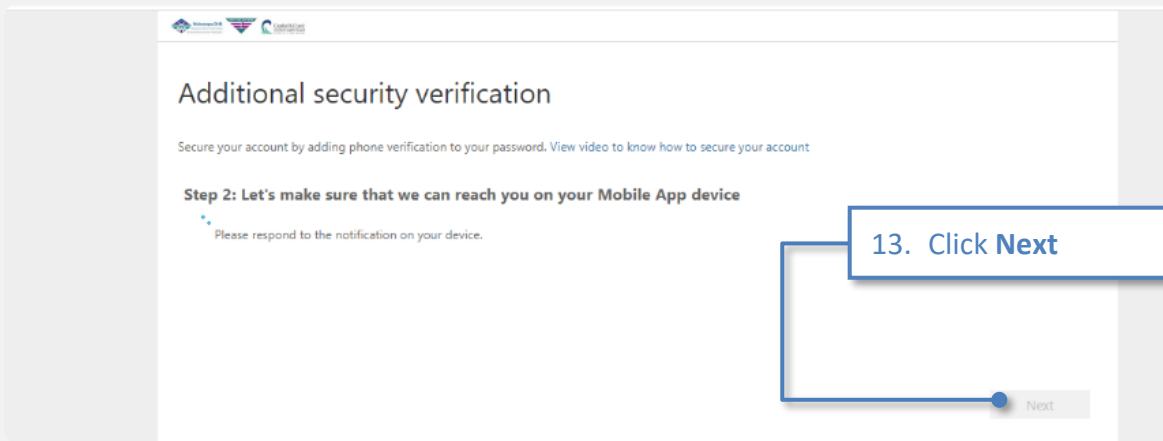 Additional security verification
Secure your account by adding phone verification to your password. View video to know how to secure your account
Step 2: Let's make sure that we can reach you on your Mobile App device
Please respond to the notification on your device.
13. Click Next
Next